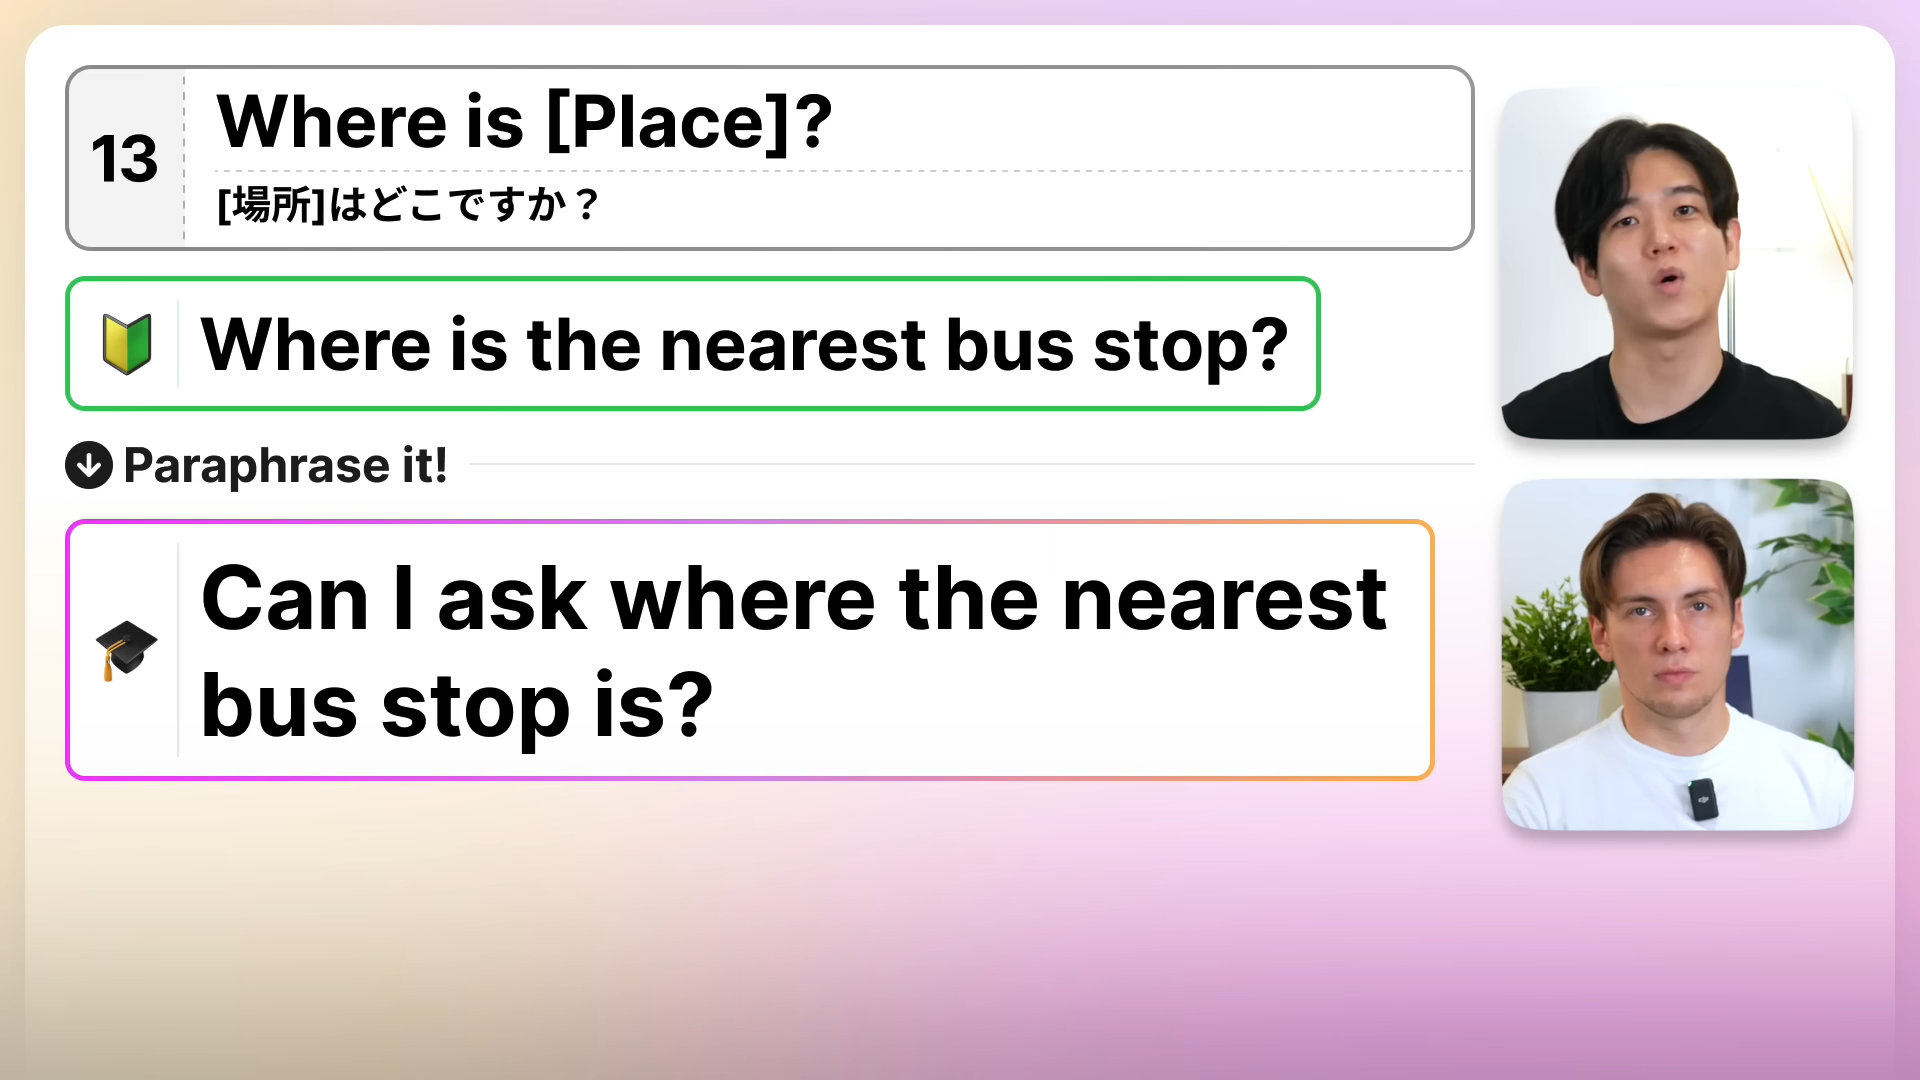 13
Where is [Place]?
[場所]はどこですか？
Where is the nearest bus stop?
Paraphrase it!
Can I ask where the nearest
bus stop is?